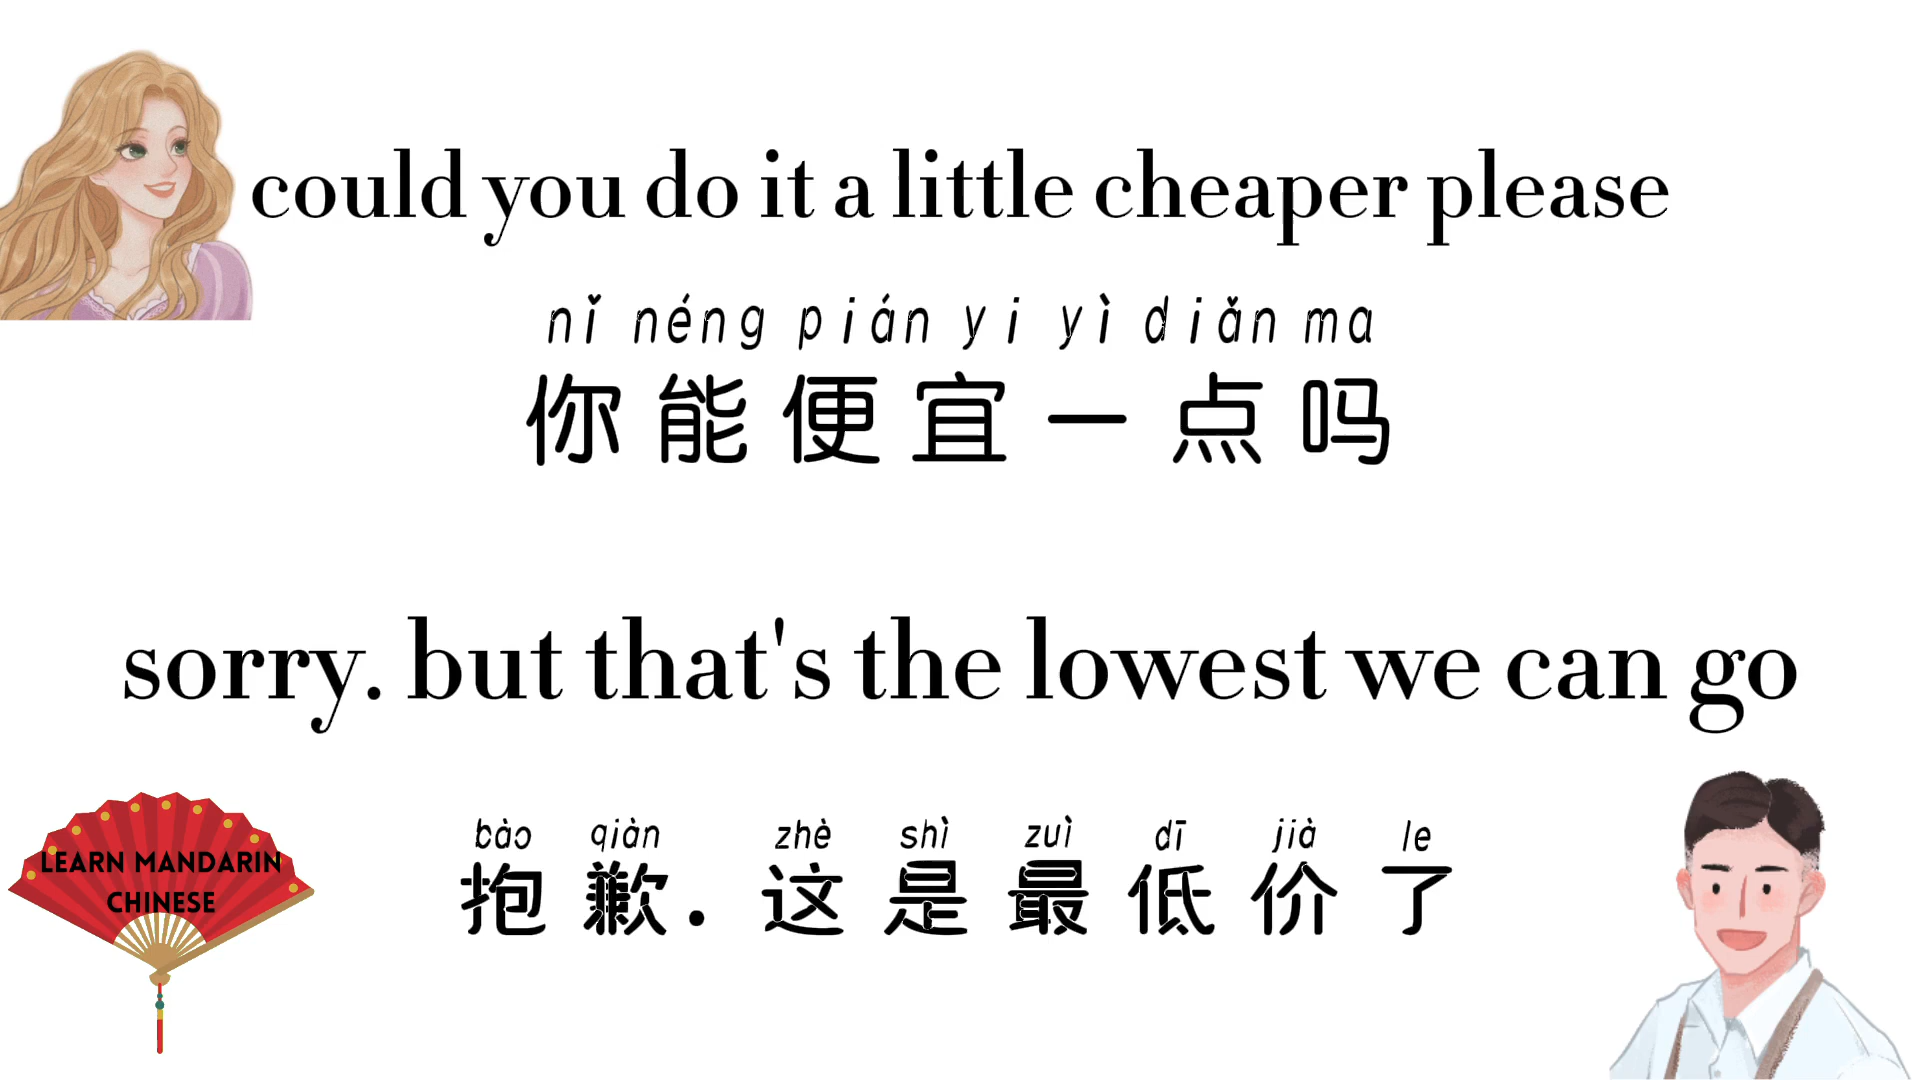 could you do it a little cheaper please
nǐ néng pián yi yì diǎn ma
你能便宜一点吗
sorry. but that's the lowest we can go
bào qiàn zhè shì zuì dī jià le
抱歉. 这是最低价了
LEARN MANDARIN
CHINESE